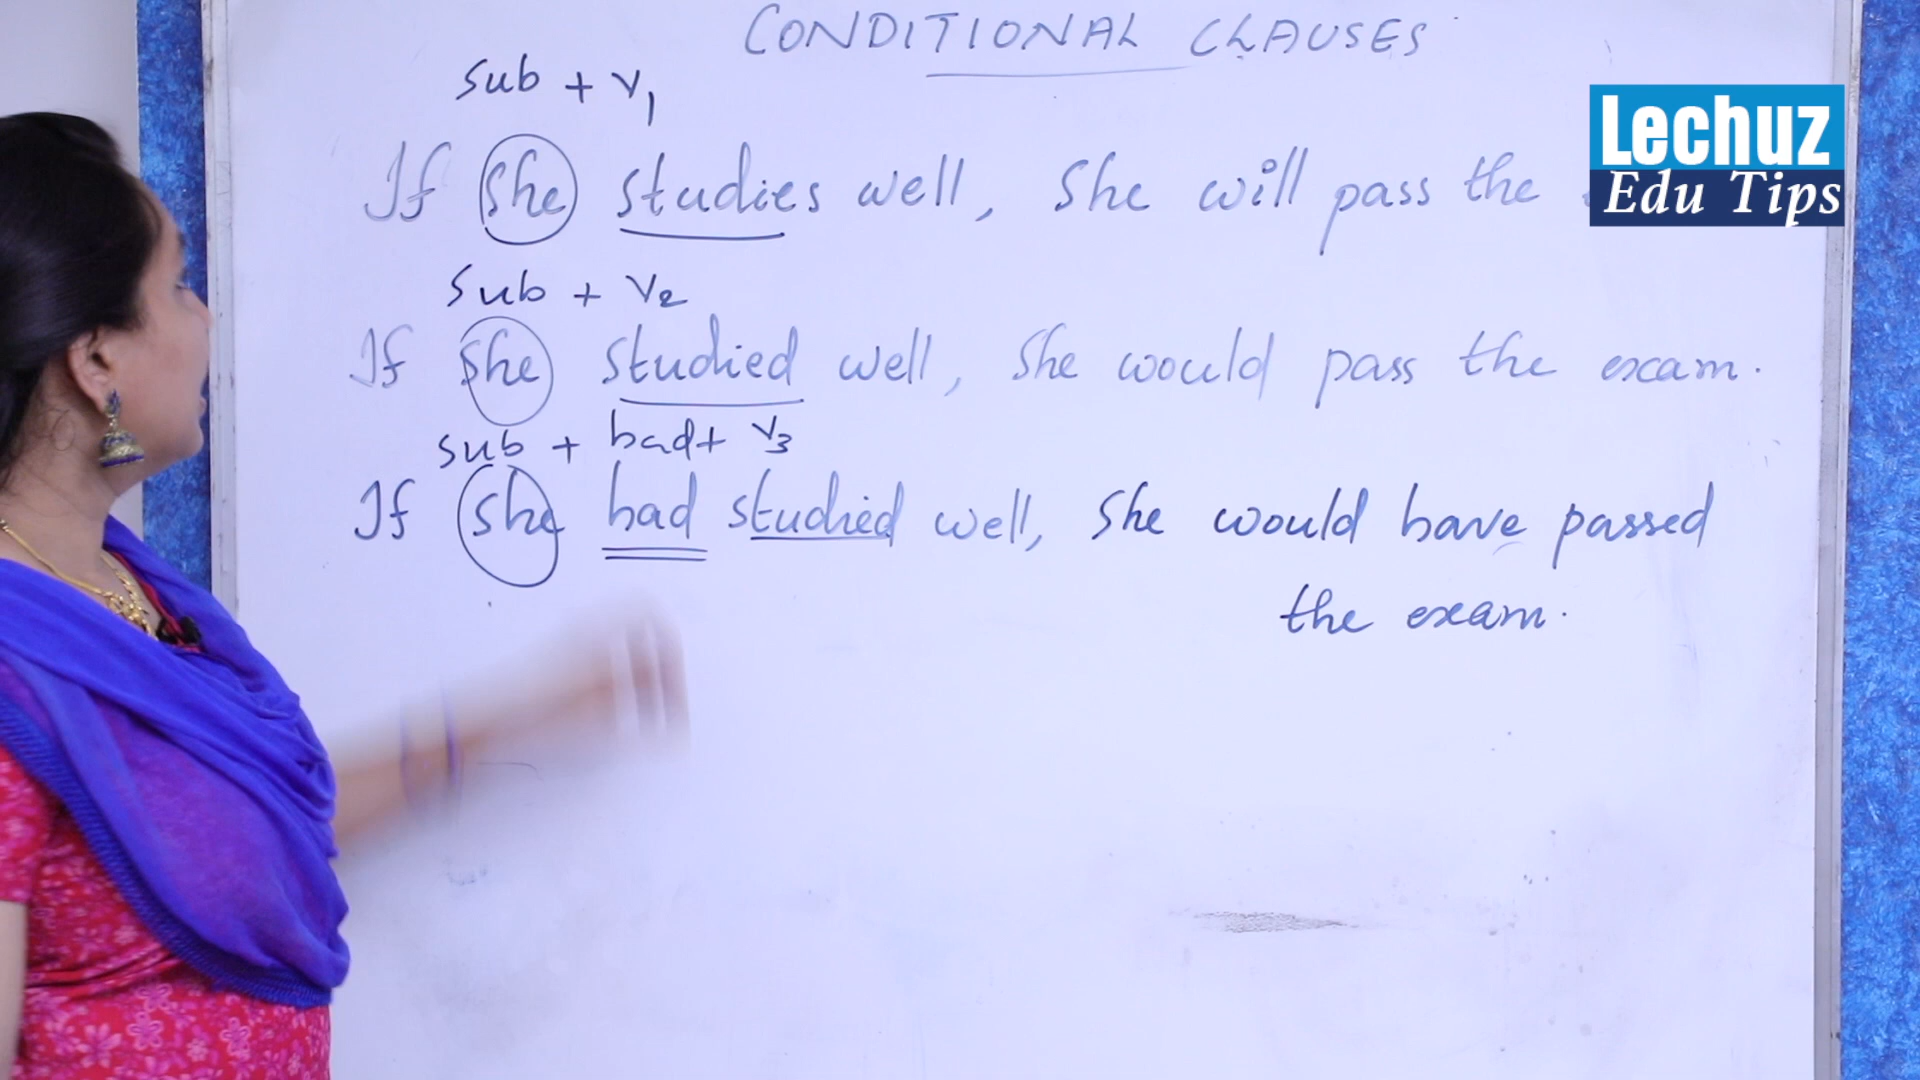 CONDITIONAL CLAUSES
sub + V1
If she studies well, She will pass the
Lechuz
Edu Tips
sub + V2
If she studied well, She would pass the exam.
sub + had + V3
If she had studied well, She would have passed
the exam.